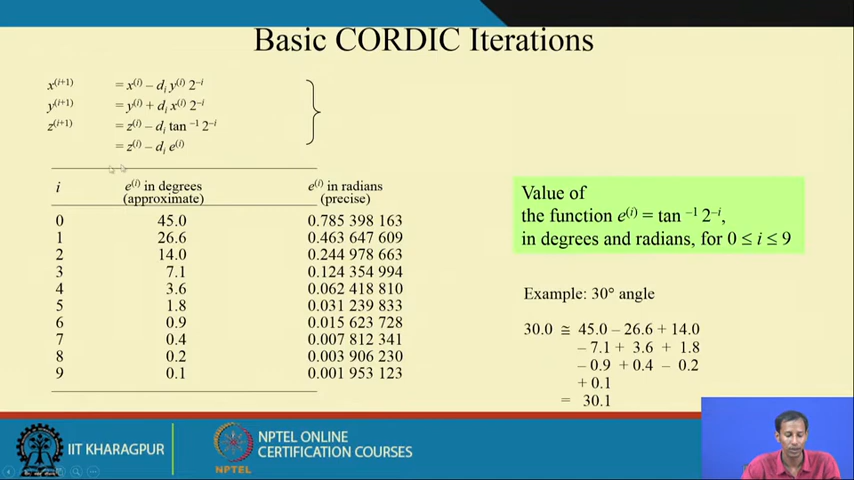 Basic CORDIC Iterations
x⁽ⁱ⁺¹⁾ = x⁽ⁱ⁾ – dᵢ y⁽ⁱ⁾ 2⁻ⁱ
y⁽ⁱ⁺¹⁾ = y⁽ⁱ⁾ + dᵢ x⁽ⁱ⁾ 2⁻ⁱ
z⁽ⁱ⁺¹⁾ = z⁽ⁱ⁾ – dᵢ tan ⁻¹ 2⁻ⁱ
= z⁽ⁱ⁾ – dᵢ e⁽ⁱ⁾
i e⁽ⁱ⁾ in degrees e⁽ⁱ⁾ in radians
(approximate) (precise)
0 45.0 0.785 398 163
1 26.6 0.463 647 609
2 14.0 0.244 978 663
3 7.1 0.124 354 994
4 3.6 0.062 418 810
5 1.8 0.031 239 833
6 0.9 0.015 623 728
7 0.4 0.007 812 341
8 0.2 0.003 906 230
9 0.1 0.001 953 123
Value of
the function e⁽ⁱ⁾ = tan ⁻¹ 2⁻ⁱ,
in degrees and radians, for 0 ≤ i ≤ 9
Example: 30° angle
30.0 ≅ 45.0 – 26.6 + 14.0
– 7.1 + 3.6 + 1.8
– 0.9 + 0.4 – 0.2
+ 0.1
= 30.1
IIT KHARAGPUR
NPTEL
NPTEL ONLINE
CERTIFICATION COURSES